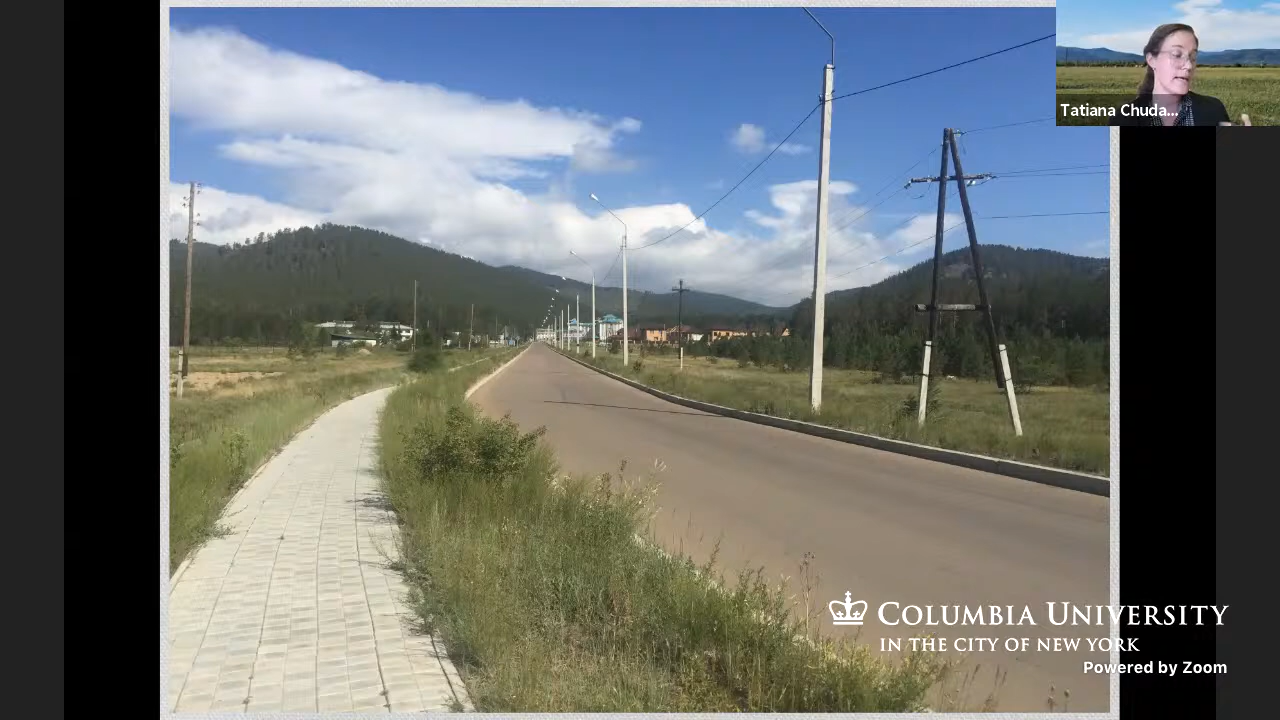 Tatiana Chuda...
COLUMBIA UNIVERSITY
IN THE CITY OF NEW YORK
Powered by Zoom